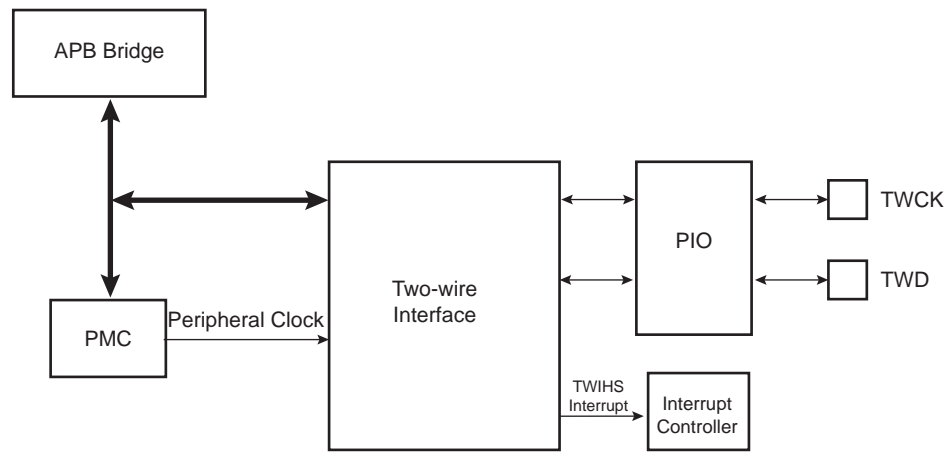 APB Bridge
TWCK
PIO
Two-wire
Interface
TWD
Peripheral Clock
PMC
TWIHS
Interrupt
Interrupt
Controller